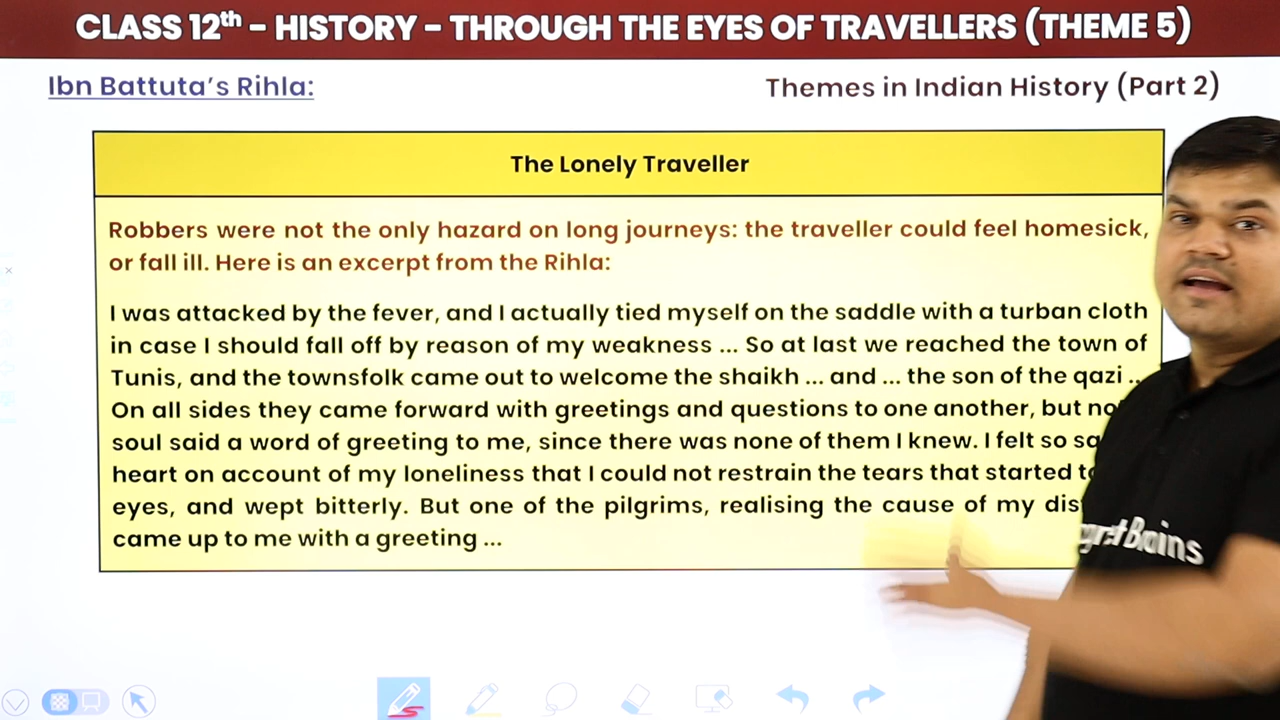 CLASS 12th - HISTORY - THROUGH THE EYES OF TRAVELLERS (THEME 5)
Ibn Battuta's Rihla:
Themes in Indian History (Part 2)
The Lonely Traveller
Robbers were not the only hazard on long journeys: the traveller could feel homesick,
or fall ill. Here is an excerpt from the Rihla:
I was attacked by the fever, and I actually tied myself on the saddle with a turban cloth
in case I should fall off by reason of my weakness ... So at last we reached the town of
Tunis, and the townsfolk came out to welcome the shaikh ... and ... the son of the qazi ..
On all sides they came forward with greetings and questions to one another, but
soul said a word of greeting to me, since there was none of them I knew. I felt so
heart on account of my loneliness that I could not restrain the tears that started
eyes, and wept bitterly. But one of the pilgrims, realising the cause of my
came up to me with a greeting ...
Brains